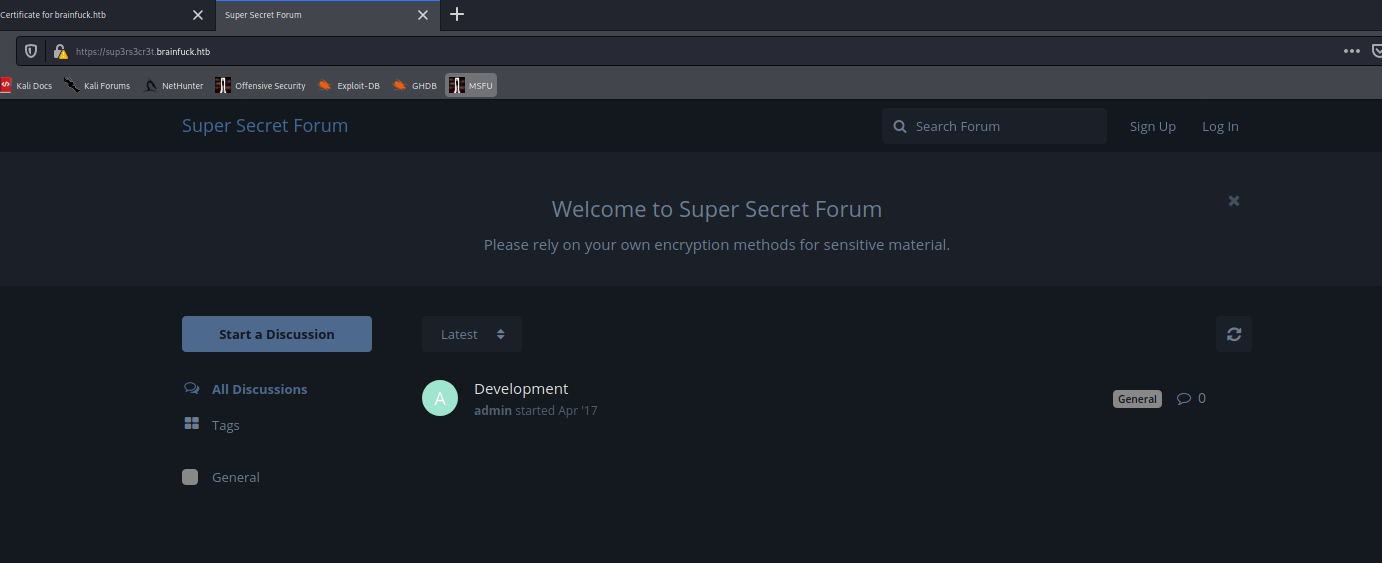 Certificate for brainfuck.htb
Super Secret Forum
https://sup3rs3cr3t.brainfuck.htb
Kali Docs Kali Forums NetHunter Offensive Security Exploit-DB GHDB MSFU
Super Secret Forum Search Forum Sign Up Log In
Welcome to Super Secret Forum
Please rely on your own encryption methods for sensitive material.
Start a Discussion
Latest
All Discussions
Tags
General
Development
admin started Apr '17
A
General 0